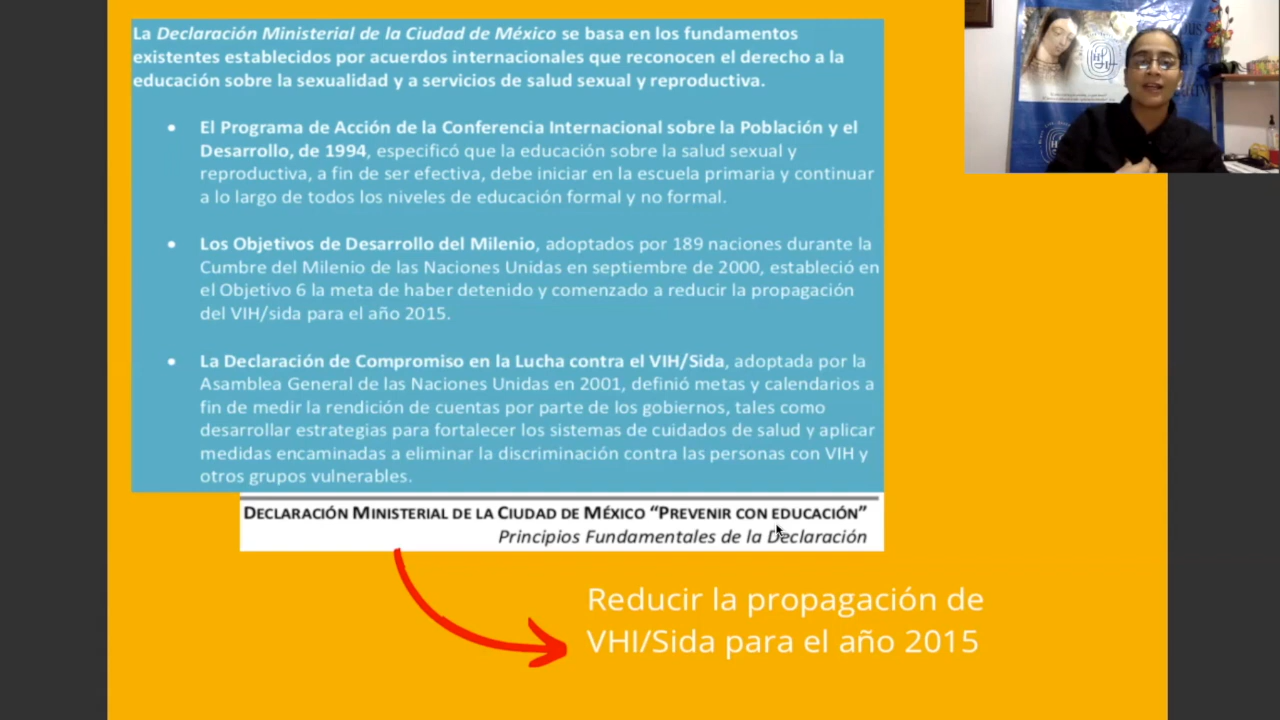 La Declaración Ministerial de la Ciudad de México se basa en los fundamentos
existentes establecidos por acuerdos internacionales que reconocen el derecho a la
educación sobre la sexualidad y a servicios de salud sexual y reproductiva.
• El Programa de Acción de la Conferencia Internacional sobre la Población y el
Desarrollo, de 1994, especificó que la educación sobre la salud sexual y
reproductiva, a fin de ser efectiva, debe iniciar en la escuela primaria y continuar
a lo largo de todos los niveles de educación formal y no formal.
• Los Objetivos de Desarrollo del Milenio, adoptados por 189 naciones durante la
Cumbre del Milenio de las Naciones Unidas en septiembre de 2000, estableció en
el Objetivo 6 la meta de haber detenido y comenzado a reducir la propagación
del VIH/sida para el año 2015.
• La Declaración de Compromiso en la Lucha contra el VIH/Sida, adoptada por la
Asamblea General de las Naciones Unidas en 2001, definió metas y calendarios a
fin de medir la rendición de cuentas por parte de los gobiernos, tales como
desarrollar estrategias para fortalecer los sistemas de cuidados de salud y aplicar
medidas encaminadas a eliminar la discriminación contra las personas con VIH y
otros grupos vulnerables.
DECLARACIÓN MINISTERIAL DE LA CIUDAD DE MÉXICO “PREVENIR CON EDUCACIÓN”
Principios Fundamentales de la Declaración
Reducir la propagación de
VHI/Sida para el año 2015